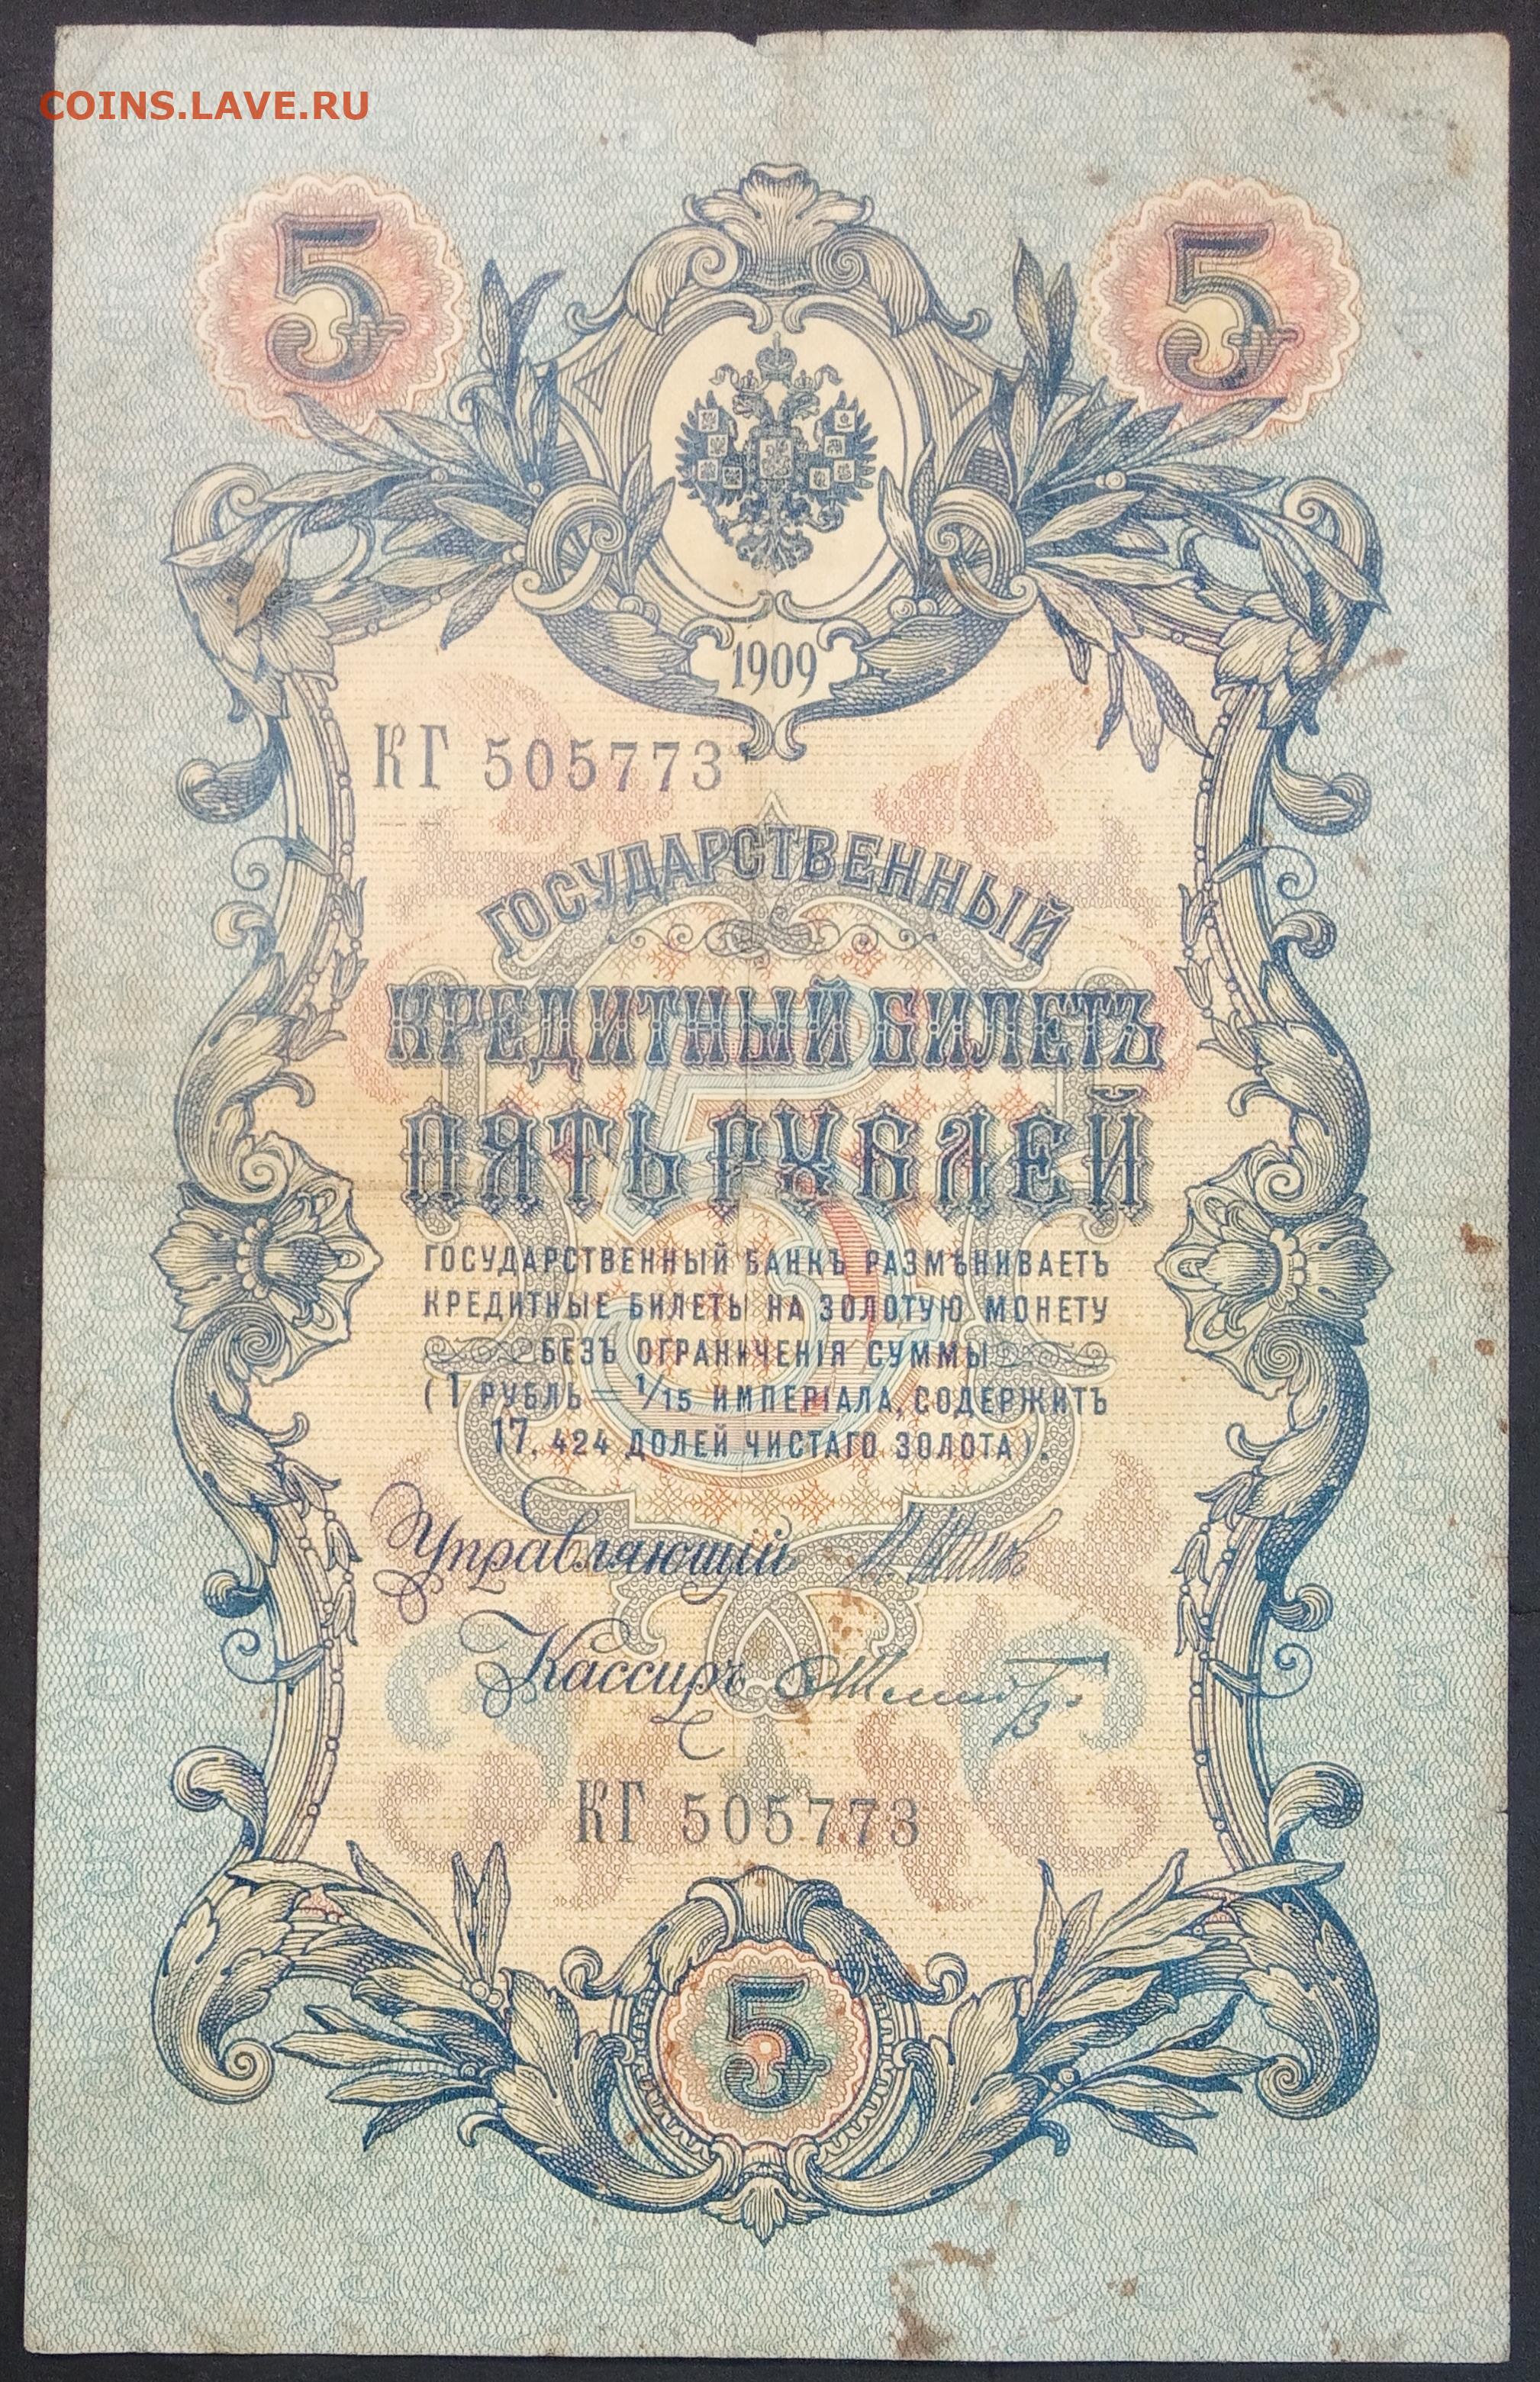 COINS.LAVE.RU
5 5
1909
КГ 505773
ГОСУДАРСТВЕННЫЙ
КРЕДИТНЫЙ БИЛЕТЪ
ПЯТЬ РУБЛЕЙ
ГОСУДАРСТВЕННЫЙ БАНКЪ РАЗМѢНИВАЕТЪ
КРЕДИТНЫЕ БИЛЕТЫ НА ЗОЛОТУЮ МОНЕТУ
БЕЗЪ ОГРАНИЧЕНІЯ СУММЫ
(1 РУБЛЬ = 1/15 ИМПЕРІАЛА, СОДЕРЖИТЪ
17, 424 ДОЛЕЙ ЧИСТАГО ЗОЛОТА).
Управляющій
Кассиръ
КГ 505773
5